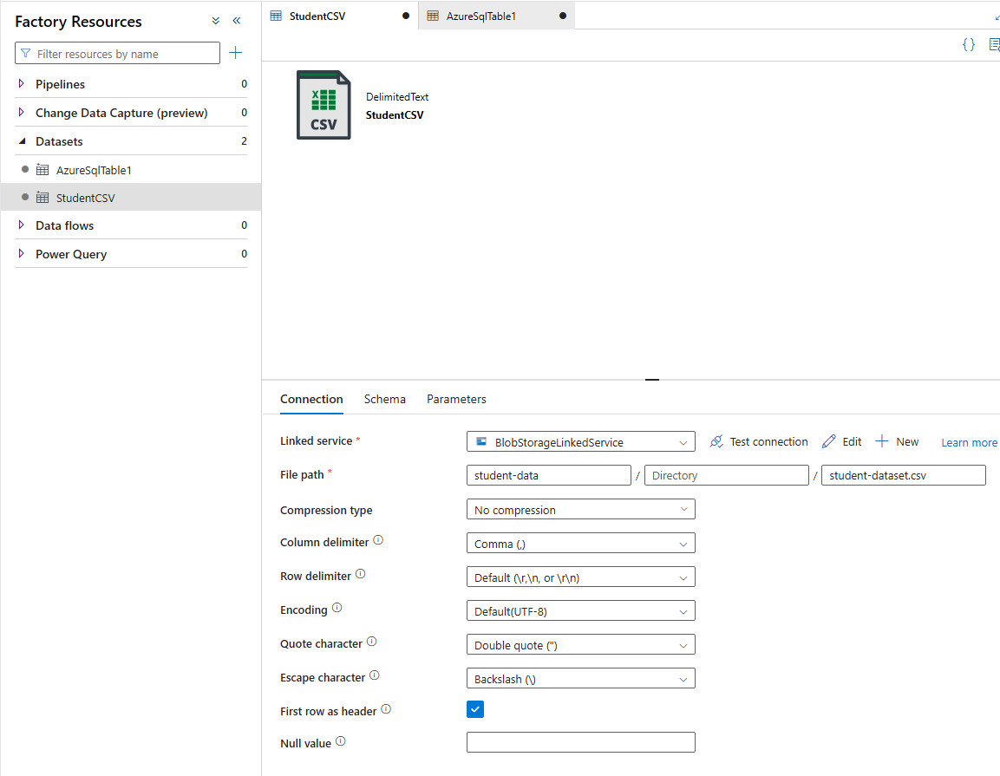 Factory Resources
Filter resources by name
Pipelines 0
Change Data Capture (preview) 0
Datasets 2
AzureSqlTable1
StudentCSV
Data flows 0
Power Query 0
StudentCSV AzureSqlTable1
{}
CSV
DelimitedText
StudentCSV
Connection Schema Parameters
Linked service * BlobStorageLinkedService Test connection Edit New Learn more
File path * student-data / Directory / student-dataset.csv
Compression type No compression
Column delimiter Comma (,)
Row delimiter Default (\r,\n, or \r\n)
Encoding Default(UTF-8)
Quote character Double quote (")
Escape character Backslash (\)
First row as header
Null value